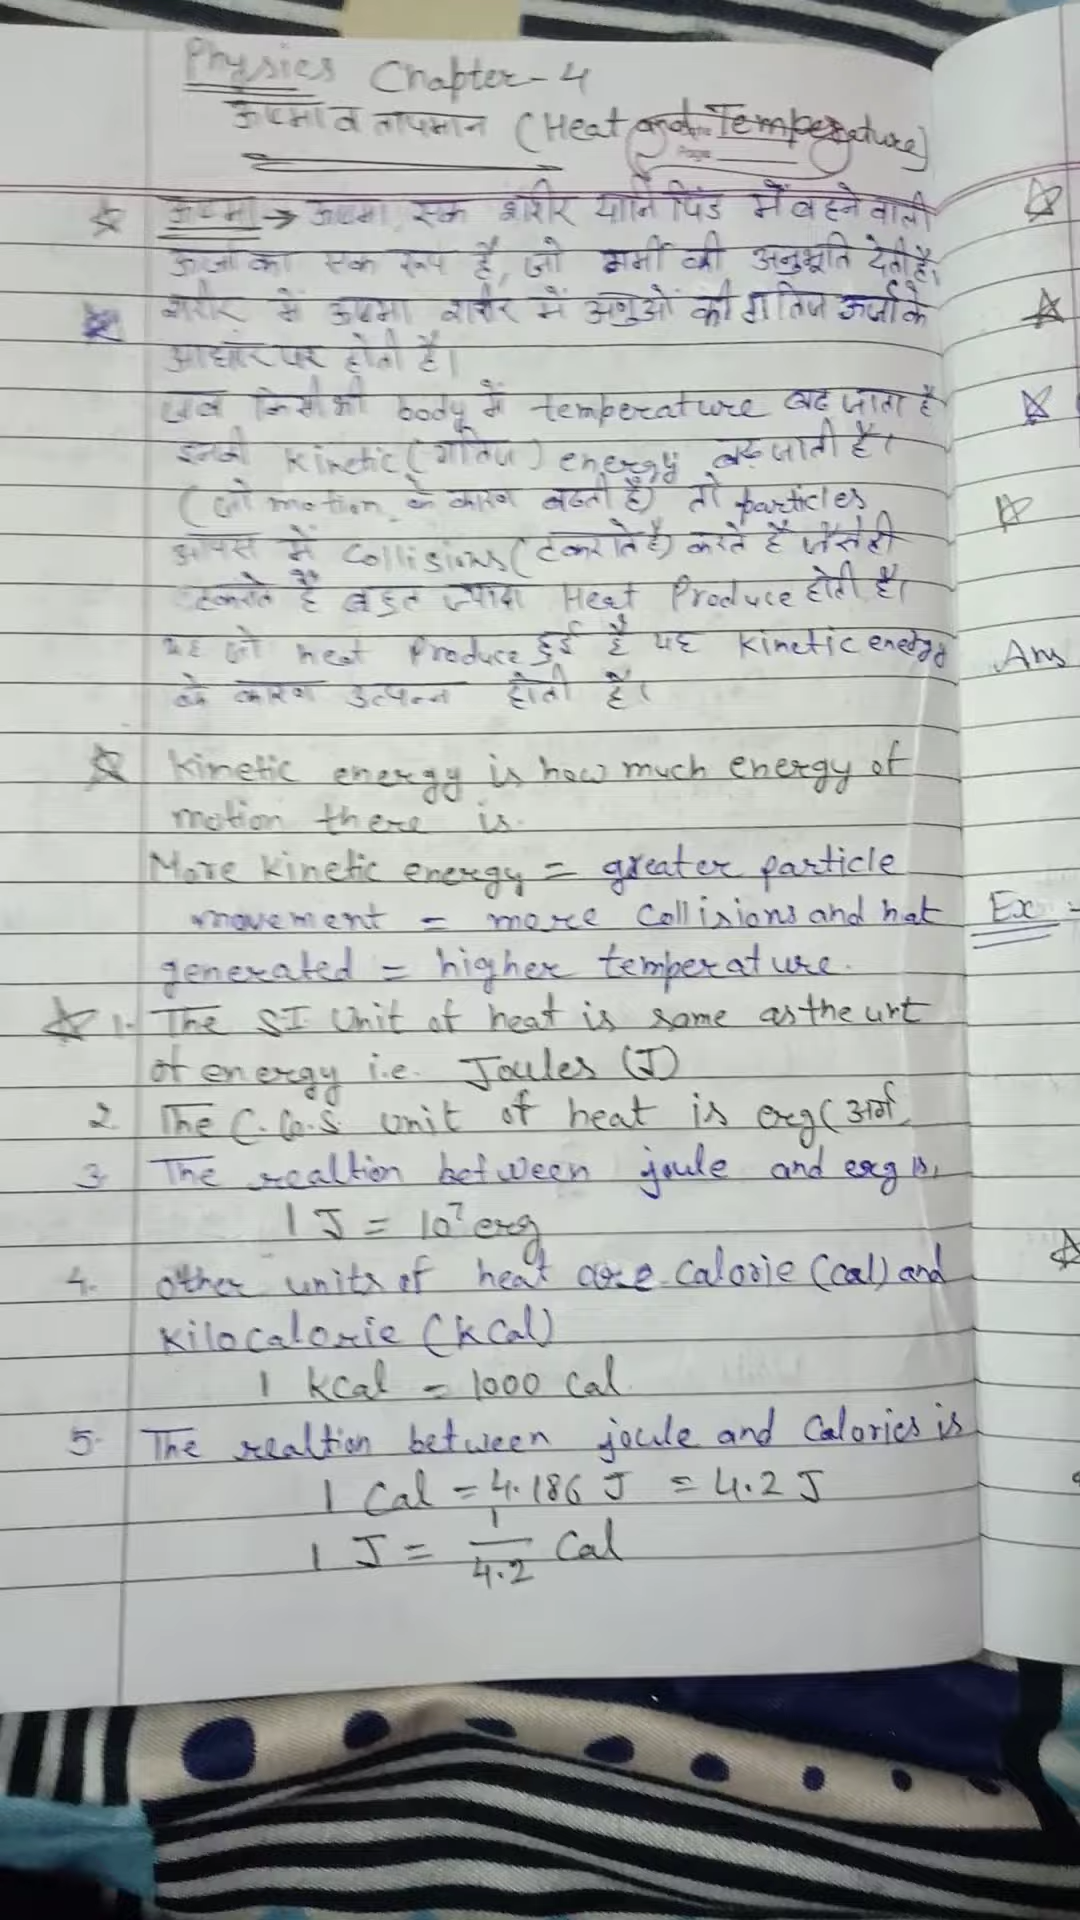 Physics Chapter-4
ऊष्मा व तापमान (Heat and Temperature)
ऊष्मा → ऊष्मा, एक शरीर यानि पिंड में बहने वाली
ऊर्जा का एक रूप है, जो गर्मी की अनुभूति देती है।
शरीर में ऊष्मा शरीर में अणुओं की गतिज ऊर्जा के
आधार पर होती है।
जब किसी भी body में temperature बढ़ जाता है
इनकी kinetic (गतिज) energy बढ़ जाती है।
(जो motion के कारण बढती है) तो particles
आपस में collisions (टकराते है) करते है जैसे ही
टकराते हैं बहुत ज्यादा Heat Produce होती है।
यह जो heat Produce हुई है यह kinetic energy
के कारण उत्पन्न होती है।
Kinetic energy is how much energy of
motion there is.
More kinetic energy = greater particle
movement = more collisions and hat
generated = higher temperature.
1. The SI Unit of heat is same as the unt
of energy i.e. Joules (J)
2. The C.G.S. unit of heat is erg (अर्ग
3. The realtion between joule and erg is,
1 J = 10⁷ erg
4. other units of heat are calorie (cal) and
kilocalorie (kCal)
1 kCal = 1000 Cal.
5. The realtion between joule and Calories is
1 Cal = 4.186 J = 4.2 J
1 J = 1/4.2 Cal
Ans
Ex